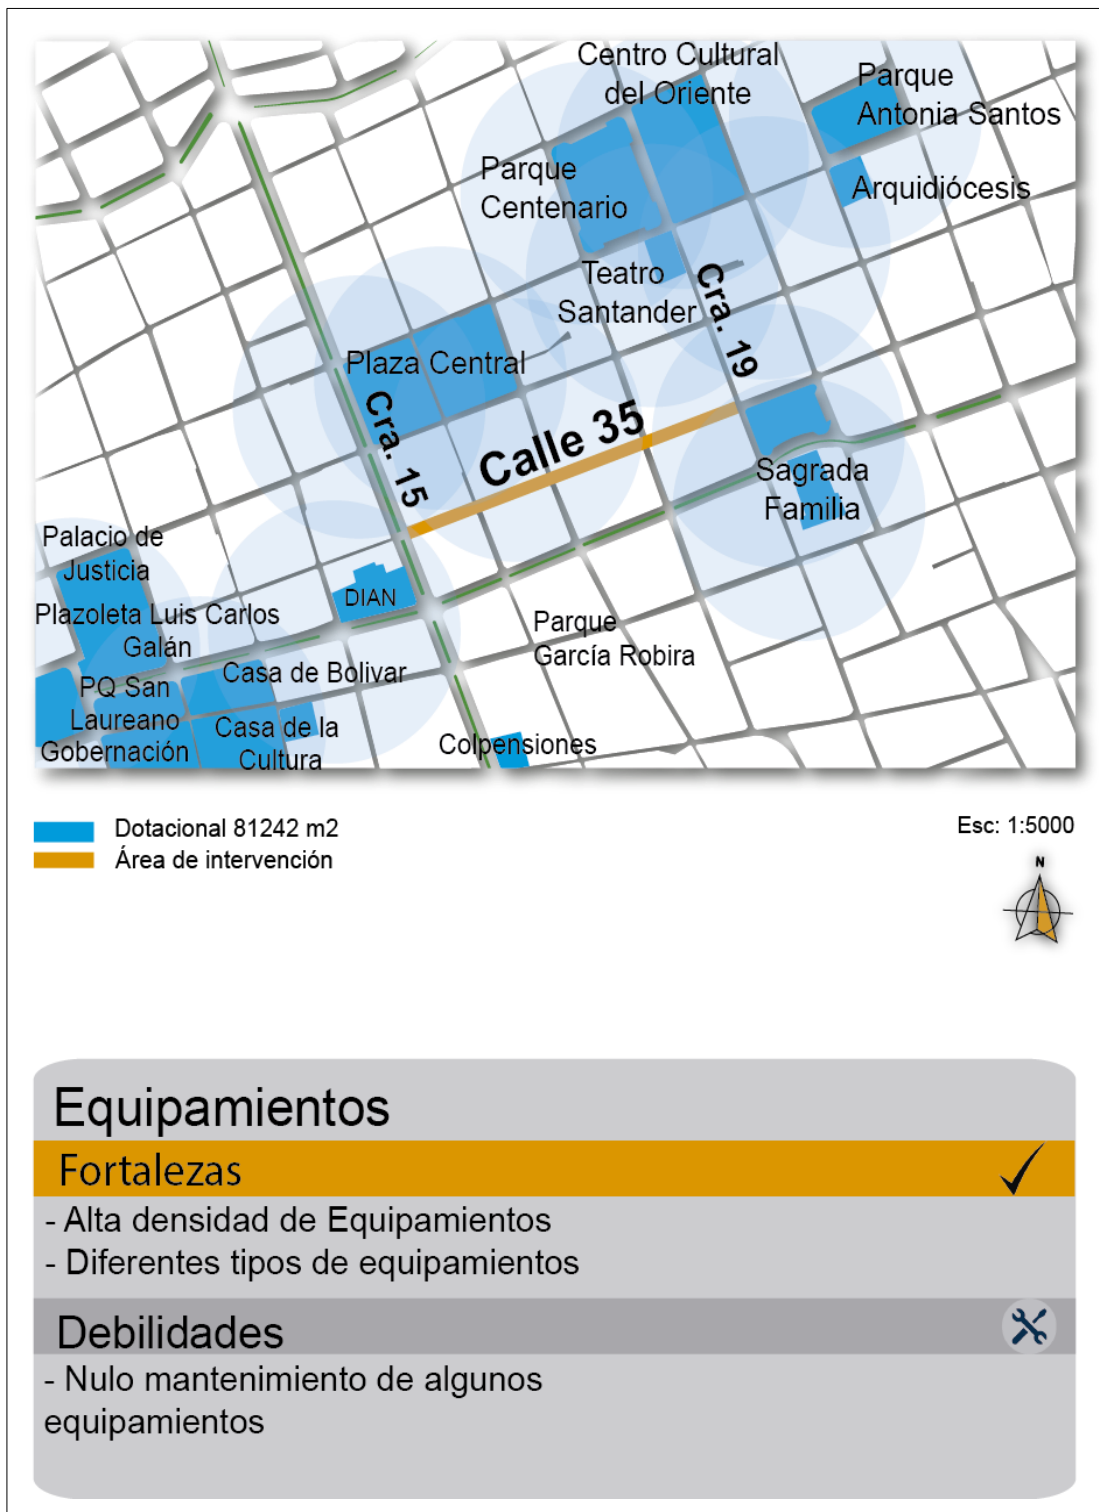 Centro Cultural
del Oriente
Parque
Antonia Santos
Parque
Centenario
Arquidiócesis
Teatro
Santander
Cra. 19
Plaza Central
Cra. 15
Calle 35
Sagrada
Familia
Palacio de
Justicia
DIAN
Plazoleta Luis Carlos
Galán
Parque
García Robira
Casa de Bolivar
PQ San
Laureano
Gobernación
Casa de la
Cultura
Colpensiones
Dotacional 81242 m2
Área de intervención
Esc: 1:5000
N
Equipamientos
Fortalezas
- Alta densidad de Equipamientos
- Diferentes tipos de equipamientos
Debilidades
- Nulo mantenimiento de algunos
equipamientos